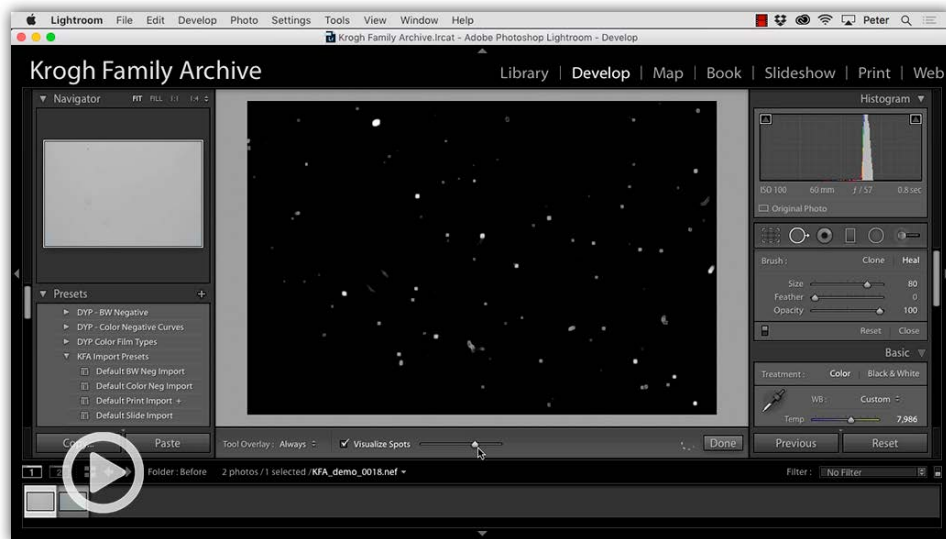 Lightroom File Edit Develop Photo Settings Tools View Window Help Peter
Krogh Family Archive.lrcat - Adobe Photoshop Lightroom - Develop
Krogh Family Archive
Library | Develop | Map | Book | Slideshow | Print | Web
Navigator FIT FILL 1:1 1:4
Histogram
ISO 100 60 mm ƒ / 57 0.8 sec
Original Photo
Brush : Clone Heal
Size 80
Feather 0
Opacity 100
Reset Close
Presets +
DYP - BW Negative
DYP - Color Negative Curves
DYP Color Film Types
KFA Import Presets
Default BW Neg Import
Default Color Neg Import
Default Print Import +
Default Slide Import
Basic
Treatment : Color Black & White
WB : Custom
Temp 7,986
Paste
Tool Overlay : Always Visualize Spots Done
Previous Reset
1 2 Folder : Before 2 photos / 1 selected / KFA_demo_0018.nef Filter : No Filter